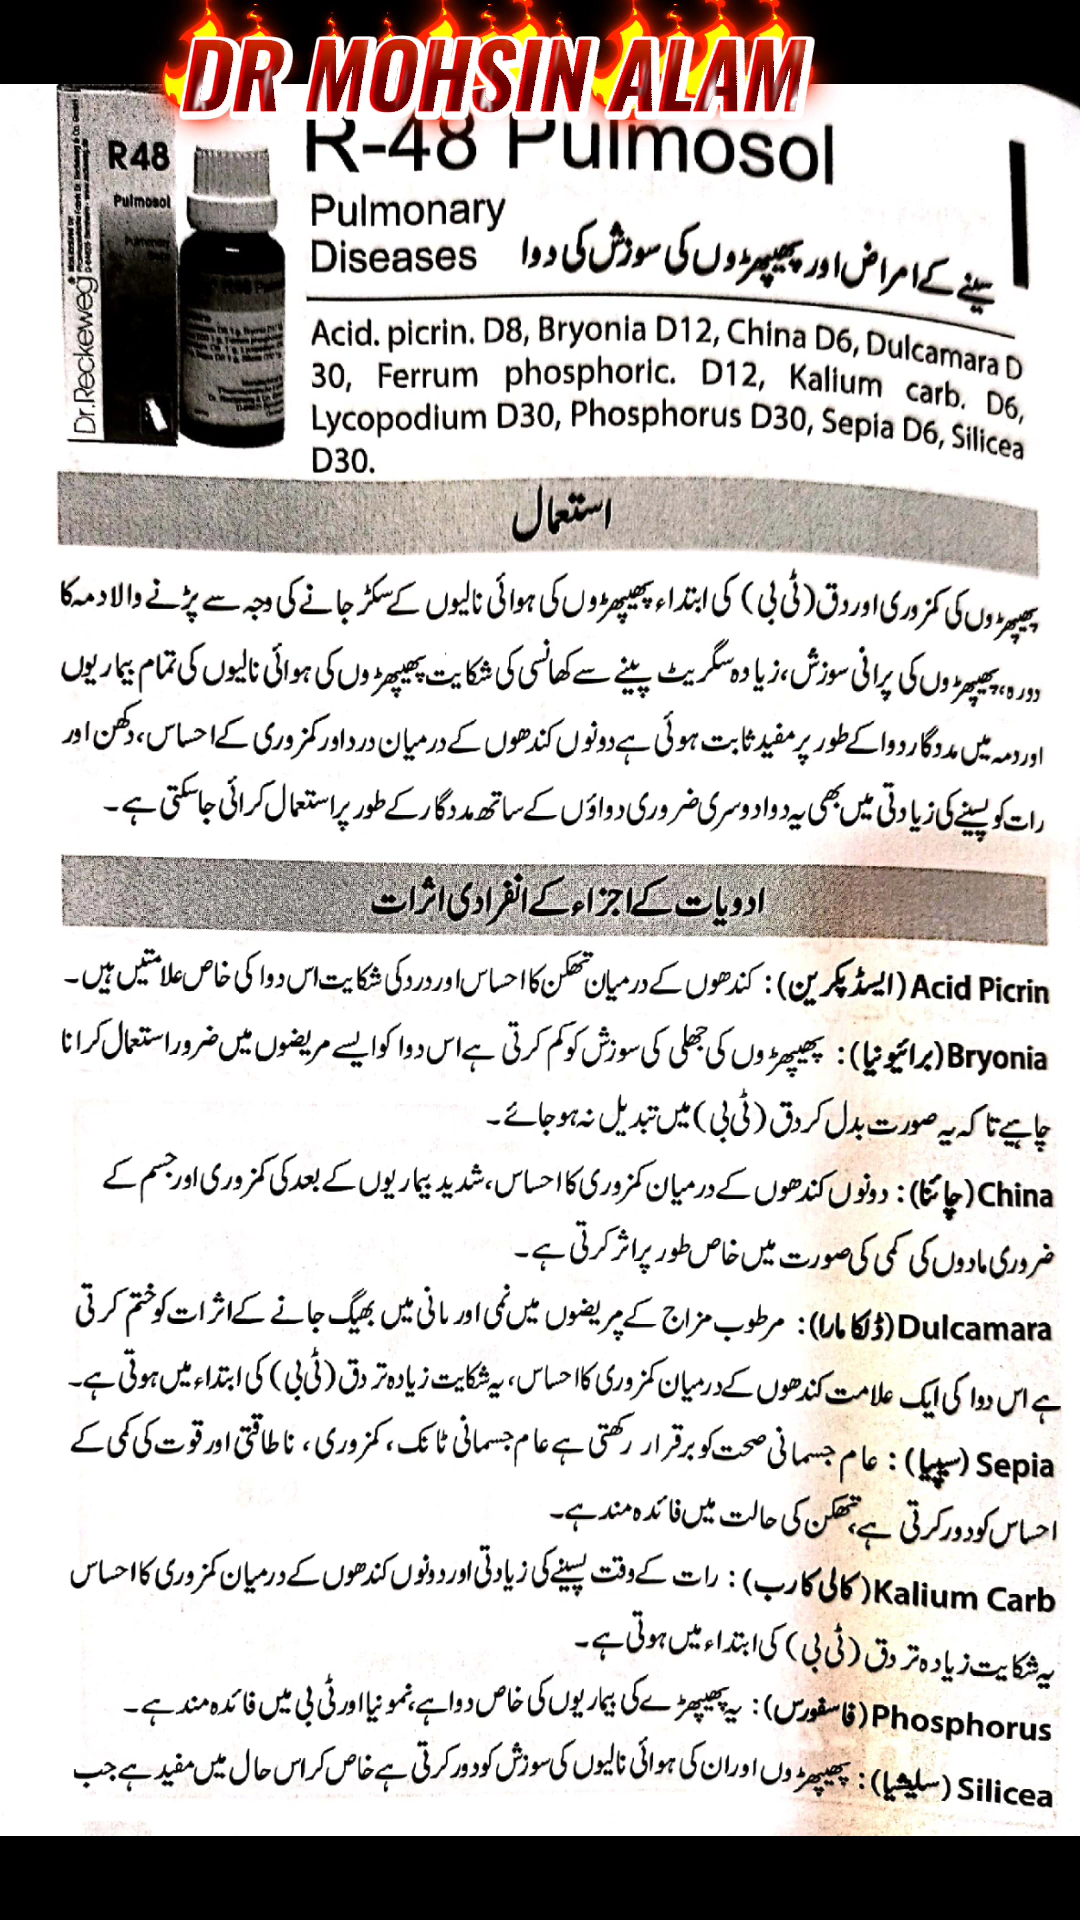 DR MOHSIN ALAM
R-48 Pulmosol
R48
Pulmosol
Dr.Reckeweg
Pulmonary
Diseases
سینے کے امراض اور پھیپھڑوں کی سوزش کی دوا
Acid. picrin. D8, Bryonia D12, China D6, Dulcamara D
30, Ferrum phosphoric. D12, Kalium carb. D6,
Lycopodium D30, Phosphorus D30, Sepia D6, Silicea
D30.
استعمال
پھیپھڑوں کی کمزوری اور دق (ٹی بی) کی ابتداء پھیپھڑوں کی ہوائی نالیوں کے سکڑ جانے کی وجہ سے پڑنے والا دمہ کا
دورہ، پھیپھڑوں کی پرانی سوزش، زیادہ سگریٹ پینے سے کھانسی کی شکایت پھیپھڑوں کی ہوائی نالیوں کی تمام بیماریوں
اور دمہ میں مددگار دوا کے طور پر مفید ثابت ہوئی ہے دونوں کندھوں کے درمیان درد اور کمزوری کے احساس، دکھن اور
رات کو پسینے کی زیادتی میں بھی یہ دوا دوسری ضروری دواؤں کے ساتھ مددگار کے طور پر استعمال کرائی جاسکتی ہے۔
ادویات کے اجزاء کے انفرادی اثرات
Acid Picrin (ایسڈ پکرین): کندھوں کے درمیان تھکن کا احساس اور درد کی شکایت اس دوا کی خاص علامتیں ہیں۔
Bryonia (برائیونیا): پھیپھڑوں کی جھلی کی سوزش کو کم کرتی ہے اس دوا کو ایسے مریضوں میں ضرور استعمال کرانا
چاہیے تاکہ یہ صورت بدل کر دق (ٹی بی) میں تبدیل نہ ہو جائے۔
China (چائنا): دونوں کندھوں کے درمیان کمزوری کا احساس، شدید بیماریوں کے بعد کی کمزوری اور جسم کے
ضروری مادوں کی کمی کی صورت میں خاص طور پر اثر کرتی ہے۔
Dulcamara (ڈلکا مارا): مرطوب مزاج کے مریضوں میں نمی اور مانی میں بھیگ جانے کے اثرات کو ختم کرتی
ہے اس دوا کی ایک علامت کندھوں کے درمیان کمزوری کا احساس، یہ شکایت زیادہ تر دق (ٹی بی) کی ابتداء میں ہوتی ہے۔
Sepia (سیپیا): عام جسمانی صحت کو برقرار رکھتی ہے عام جسمانی ٹانک، کمزوری، ناطاقتی اور قوت کی کمی کے
احساس کو دور کرتی ہے، تھکن کی حالت میں فائدہ مند ہے۔
Kalium Carb (کالی کارب): رات کے وقت پسینے کی زیادتی اور دونوں کندھوں کے درمیان کمزوری کا احساس
یہ شکایت زیادہ تر دق (ٹی بی) کی ابتداء میں ہوتی ہے۔
Phosphorus (فاسفورس): یہ پھیپھڑے کی بیماریوں کی خاص دوا ہے، نمونیا اور ٹی بی میں فائدہ مند ہے۔
Silicea (سلیشیا): پھیپھڑوں اور ان کی ہوائی نالیوں کی سوزش کو دور کرتی ہے خاص کر اس حال میں مفید ہے جب